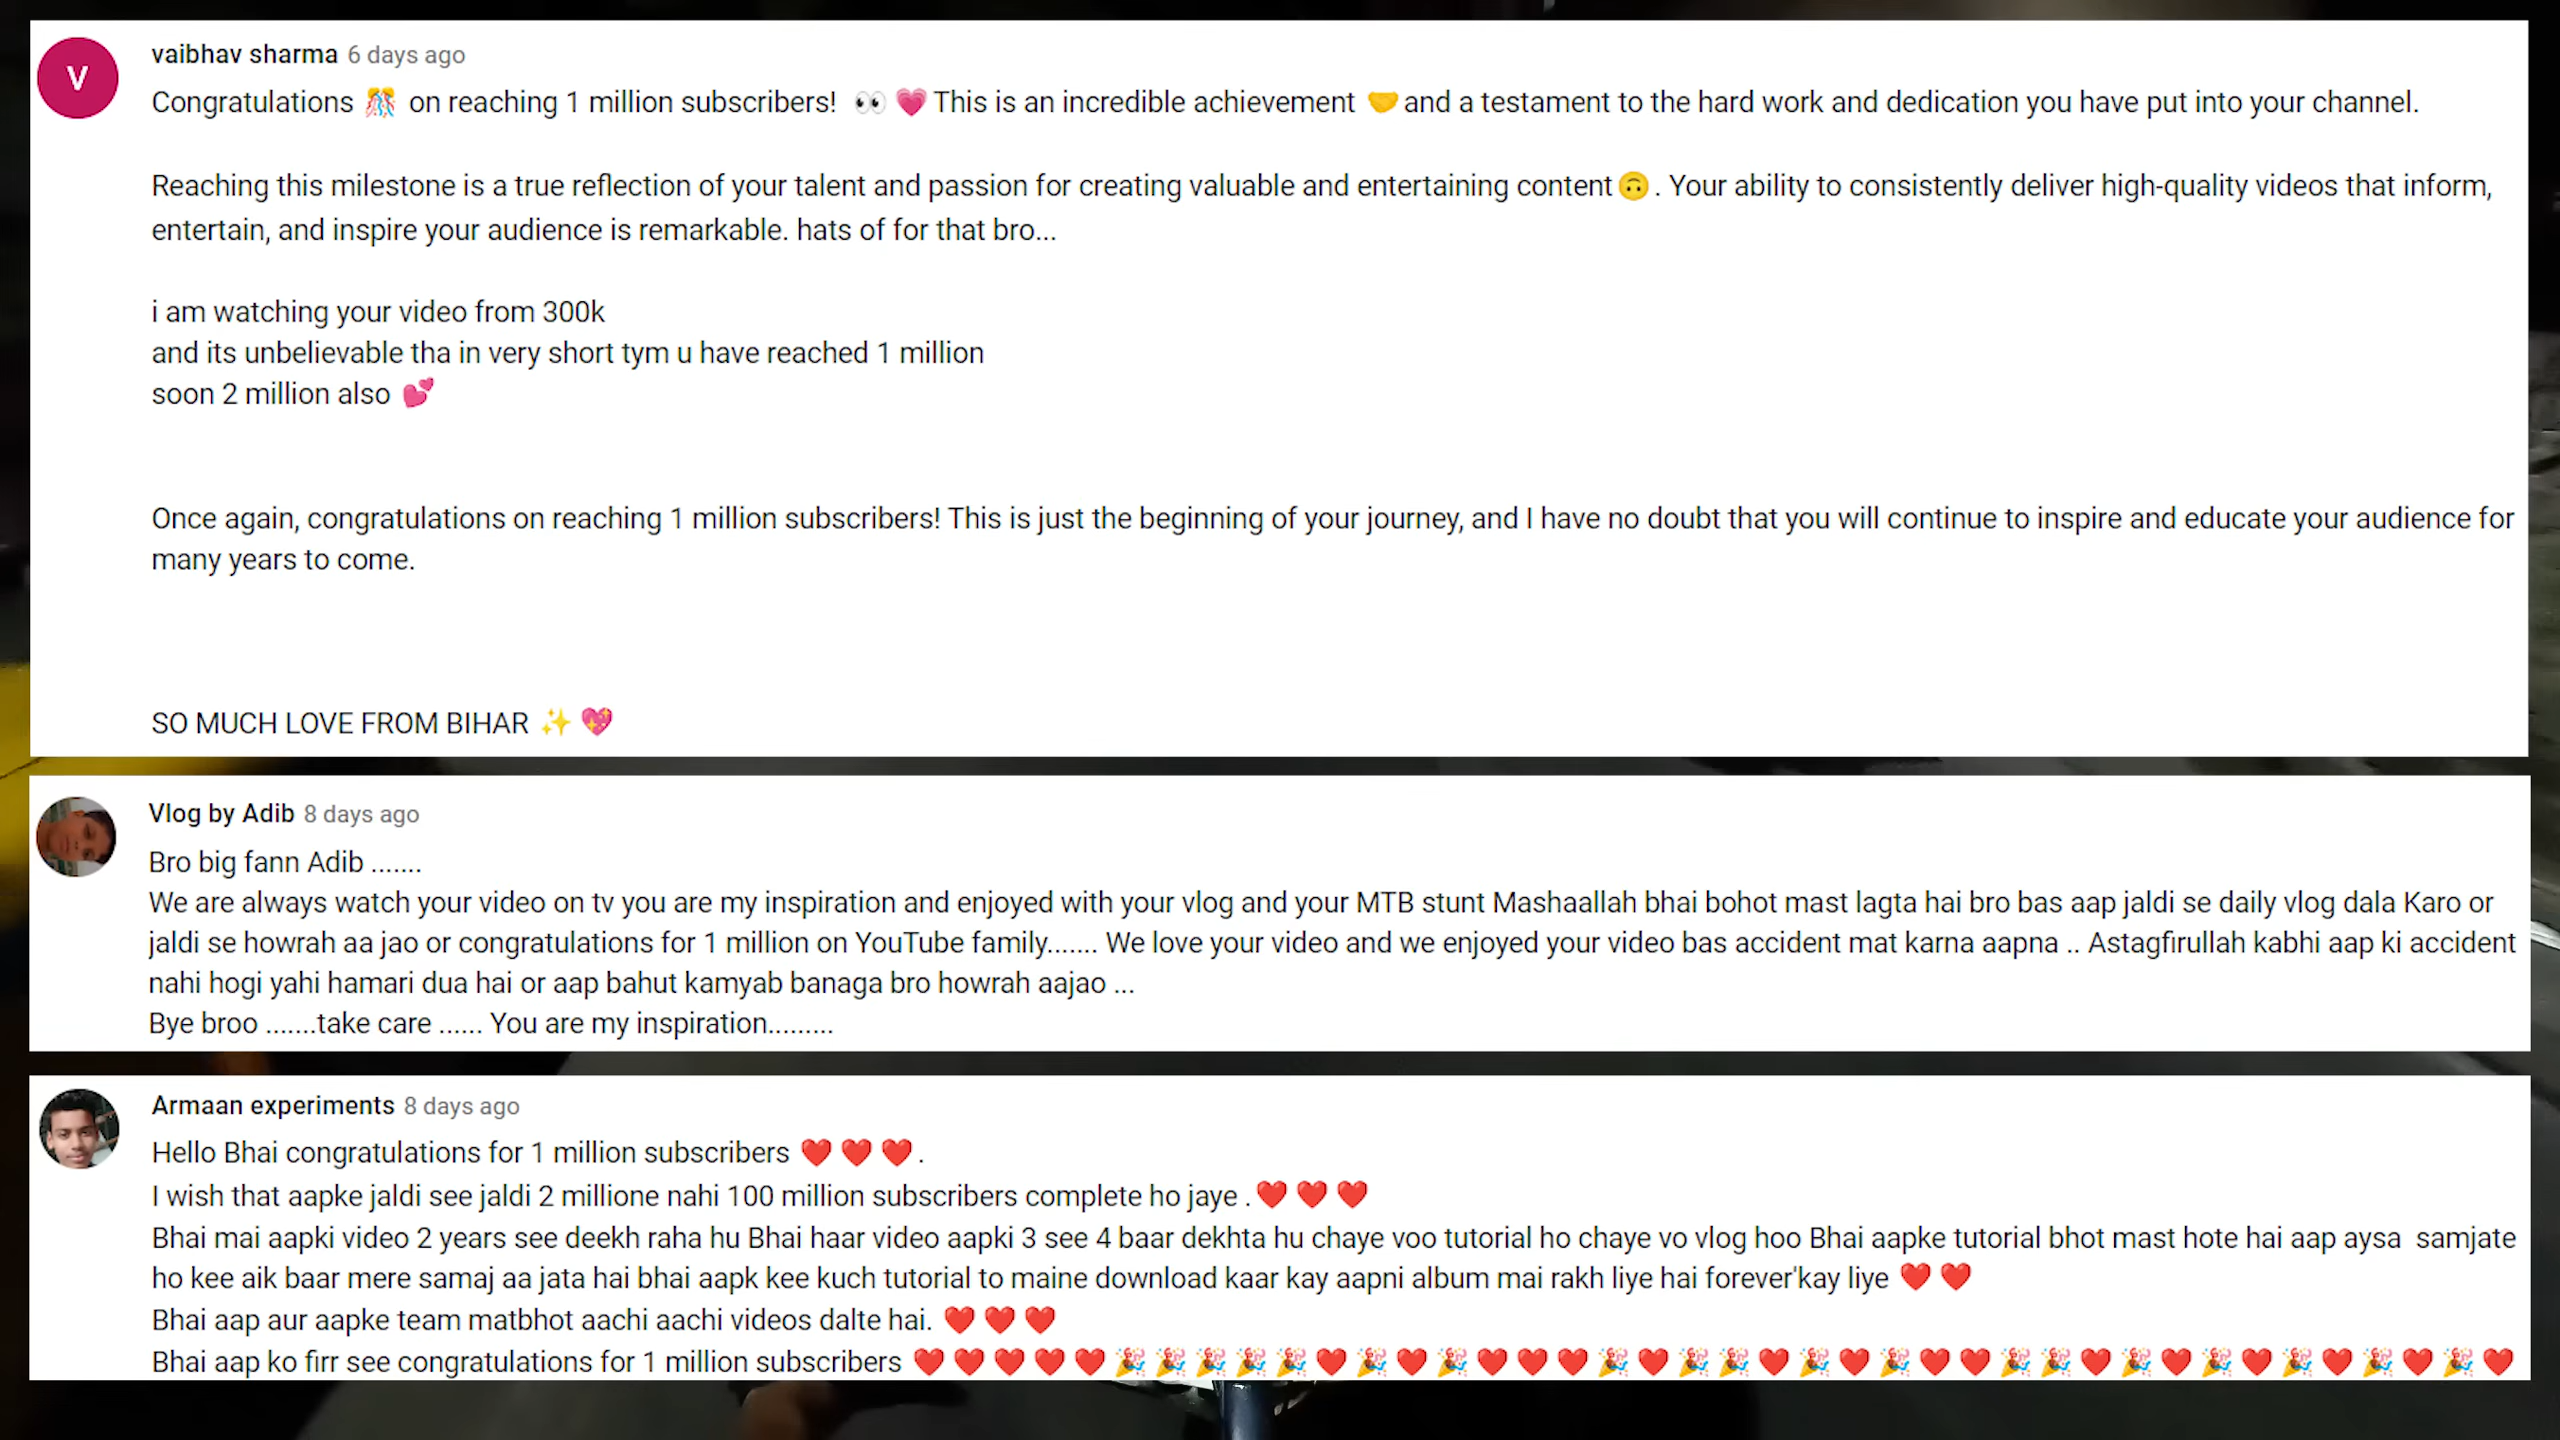 V
vaibhav sharma 6 days ago
Congratulations 🎊 on reaching 1 million subscribers! 👀 💗 This is an incredible achievement 🤝 and a testament to the hard work and dedication you have put into your channel.
Reaching this milestone is a true reflection of your talent and passion for creating valuable and entertaining content🙃. Your ability to consistently deliver high-quality videos that inform,
entertain, and inspire your audience is remarkable. hats of for that bro...
i am watching your video from 300k
and its unbelievable tha in very short tym u have reached 1 million
soon 2 million also 💕
Once again, congratulations on reaching 1 million subscribers! This is just the beginning of your journey, and I have no doubt that you will continue to inspire and educate your audience for
many years to come.
SO MUCH LOVE FROM BIHAR ✨ 💖
Vlog by Adib 8 days ago
Bro big fann Adib .......
We are always watch your video on tv you are my inspiration and enjoyed with your vlog and your MTB stunt Mashaallah bhai bohot mast lagta hai bro bas aap jaldi se daily vlog dala Karo or
jaldi se howrah aa jao or congratulations for 1 million on YouTube family....... We love your video and we enjoyed your video bas accident mat karna aapna .. Astagfirullah kabhi aap ki accident
nahi hogi yahi hamari dua hai or aap bahut kamyab banaga bro howrah aajao ...
Bye broo .......take care ...... You are my inspiration.........
Armaan experiments 8 days ago
Hello Bhai congratulations for 1 million subscribers ❤️ ❤️ ❤️ .
I wish that aapke jaldi see jaldi 2 millione nahi 100 million subscribers complete ho jaye . ❤️ ❤️ ❤️
Bhai mai aapki video 2 years see deekh raha hu Bhai haar video aapki 3 see 4 baar dekhta hu chaye voo tutorial ho chaye vo vlog hoo Bhai aapke tutorial bhot mast hote hai aap aysa samjate
ho kee aik baar mere samaj aa jata hai bhai aapk kee kuch tutorial to maine download kaar kay aapni album mai rakh liye hai forever'kay liye ❤️ ❤️
Bhai aap aur aapke team matbhot aachi aachi videos dalte hai. ❤️ ❤️ ❤️
Bhai aap ko firr see congratulations for 1 million subscribers ❤️ ❤️ ❤️ ❤️ ❤️ 🎉 🎉 🎉 🎉 🎉 ❤️ 🎉 ❤️ 🎉 ❤️ ❤️ ❤️ 🎉 ❤️ 🎉 🎉 ❤️ 🎉 ❤️ 🎉 ❤️ ❤️ 🎉 🎉 ❤️ 🎉 ❤️ 🎉 ❤️ 🎉 ❤️ 🎉 ❤️ 🎉 ❤️